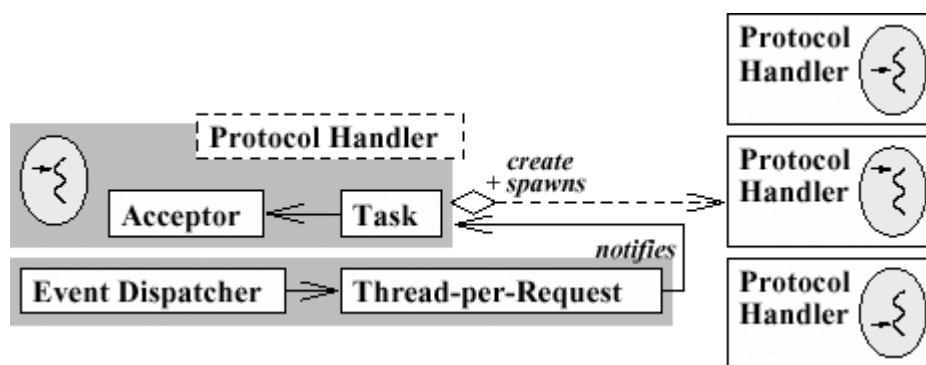 Protocol Handler
Acceptor
Task
create
+ spawns
notifies
Event Dispatcher
Thread-per-Request
Protocol
Handler
Protocol
Handler
Protocol
Handler